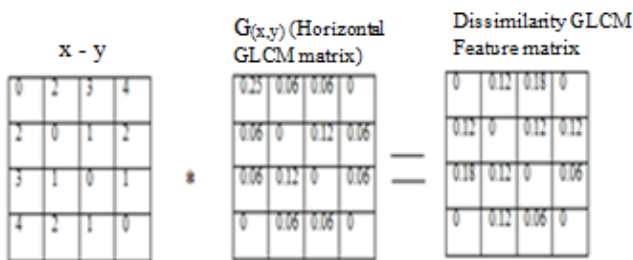 x - y
G(x,y) (Horizontal
GLCM matrix)
Dissimilarity GLCM
Feature matrix
0 2 3 4
2 0 1 2
3 1 0 1
4 2 1 0
*
0.25 0.06 0.06 0
0.06 0 0.12 0.06
0.06 0.12 0 0.06
0 0.06 0.06 0
=
0 0.12 0.18 0
0.12 0 0.12 0.12
0.18 0.12 0 0.06
0 0.12 0.06 0